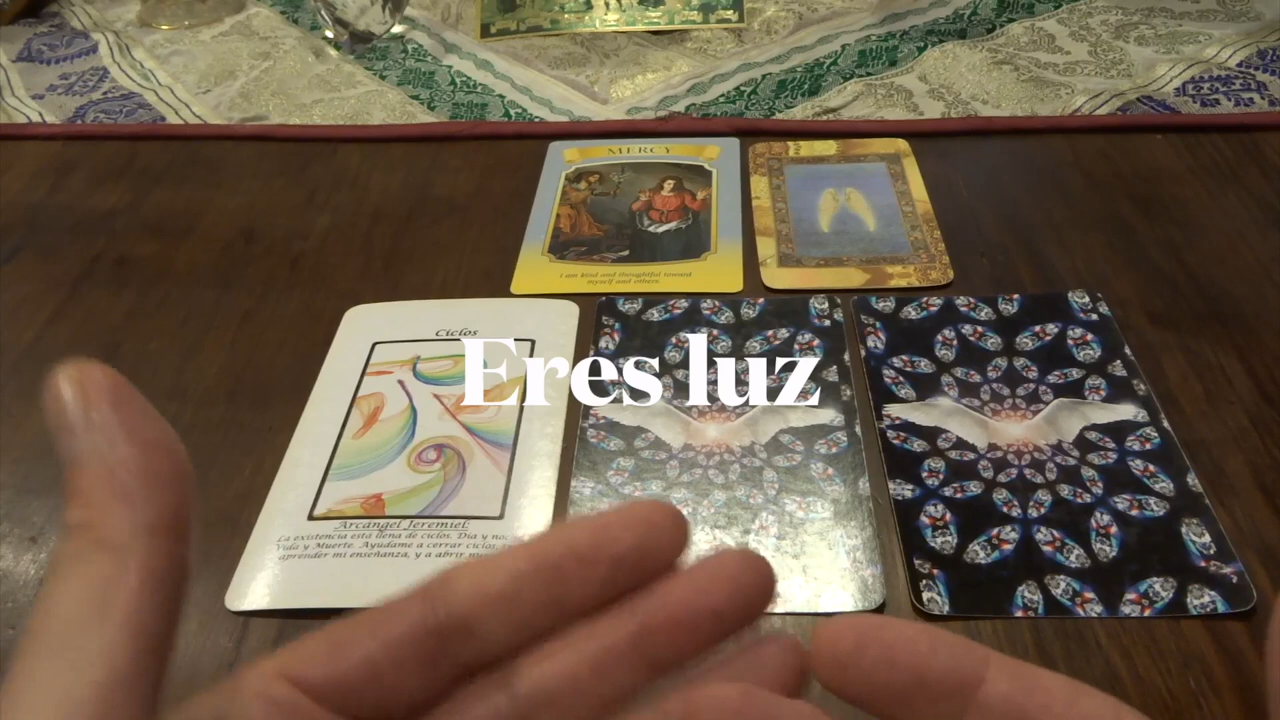 MERCY
I am kind and thoughtful toward
myself and others.
Ciclos
Eres luz
Arcángel Jeremiel:
La existencia está llena de ciclos. Día y
Vida y Muerte. Ayúdame a cerrar ciclos,
aprender mi enseñanza, y a abrir